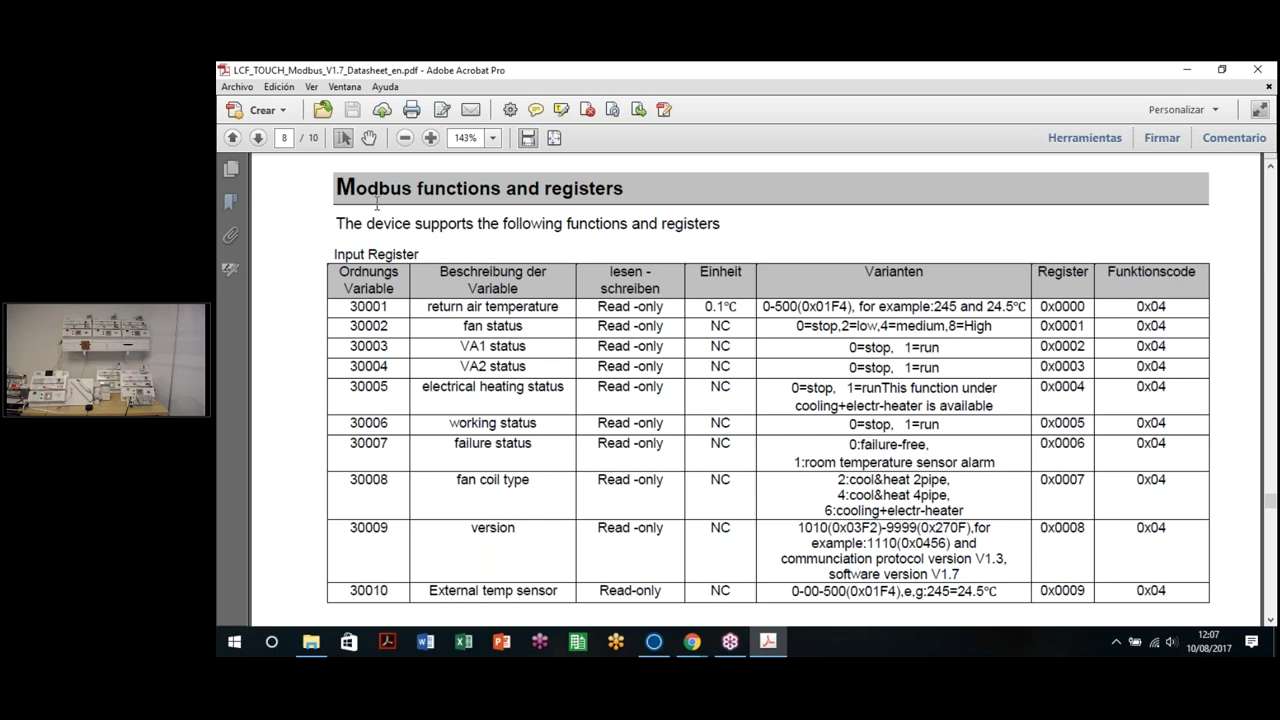 LCF_TOUCH_Modbus_V1.7_Datasheet_en.pdf - Adobe Acrobat Pro
Archivo Edición Ver Ventana Ayuda
Crear Personalizar
8 / 10 143% Herramientas Firmar Comentario
Modbus functions and registers
The device supports the following functions and registers
Input Register
Ordnungs Variable Beschreibung der Variable lesen - schreiben Einheit Varianten Register Funktionscode
30001 return air temperature Read -only 0.1℃ 0-500(0x01F4), for example:245 and 24.5℃ 0x0000 0x04
30002 fan status Read -only NC 0=stop,2=low,4=medium,8=High 0x0001 0x04
30003 VA1 status Read -only NC 0=stop, 1=run 0x0002 0x04
30004 VA2 status Read -only NC 0=stop, 1=run 0x0003 0x04
30005 electrical heating status Read -only NC 0=stop, 1=runThis function under 0x0004 0x04
cooling+electr-heater is available
30006 working status Read -only NC 0=stop, 1=run 0x0005 0x04
30007 failure status Read -only NC 0:failure-free, 0x0006 0x04
1:room temperature sensor alarm
30008 fan coil type Read -only NC 2:cool&heat 2pipe, 0x0007 0x04
4:cool&heat 4pipe,
6:cooling+electr-heater
30009 version Read -only NC 1010(0x03F2)-9999(0x270F),for 0x0008 0x04
example:1110(0x0456) and
communciation protocol version V1.3,
software version V1.7
30010 External temp sensor Read-only NC 0-00-500(0x01F4),e,g:245=24.5℃ 0x0009 0x04
12:07
10/08/2017